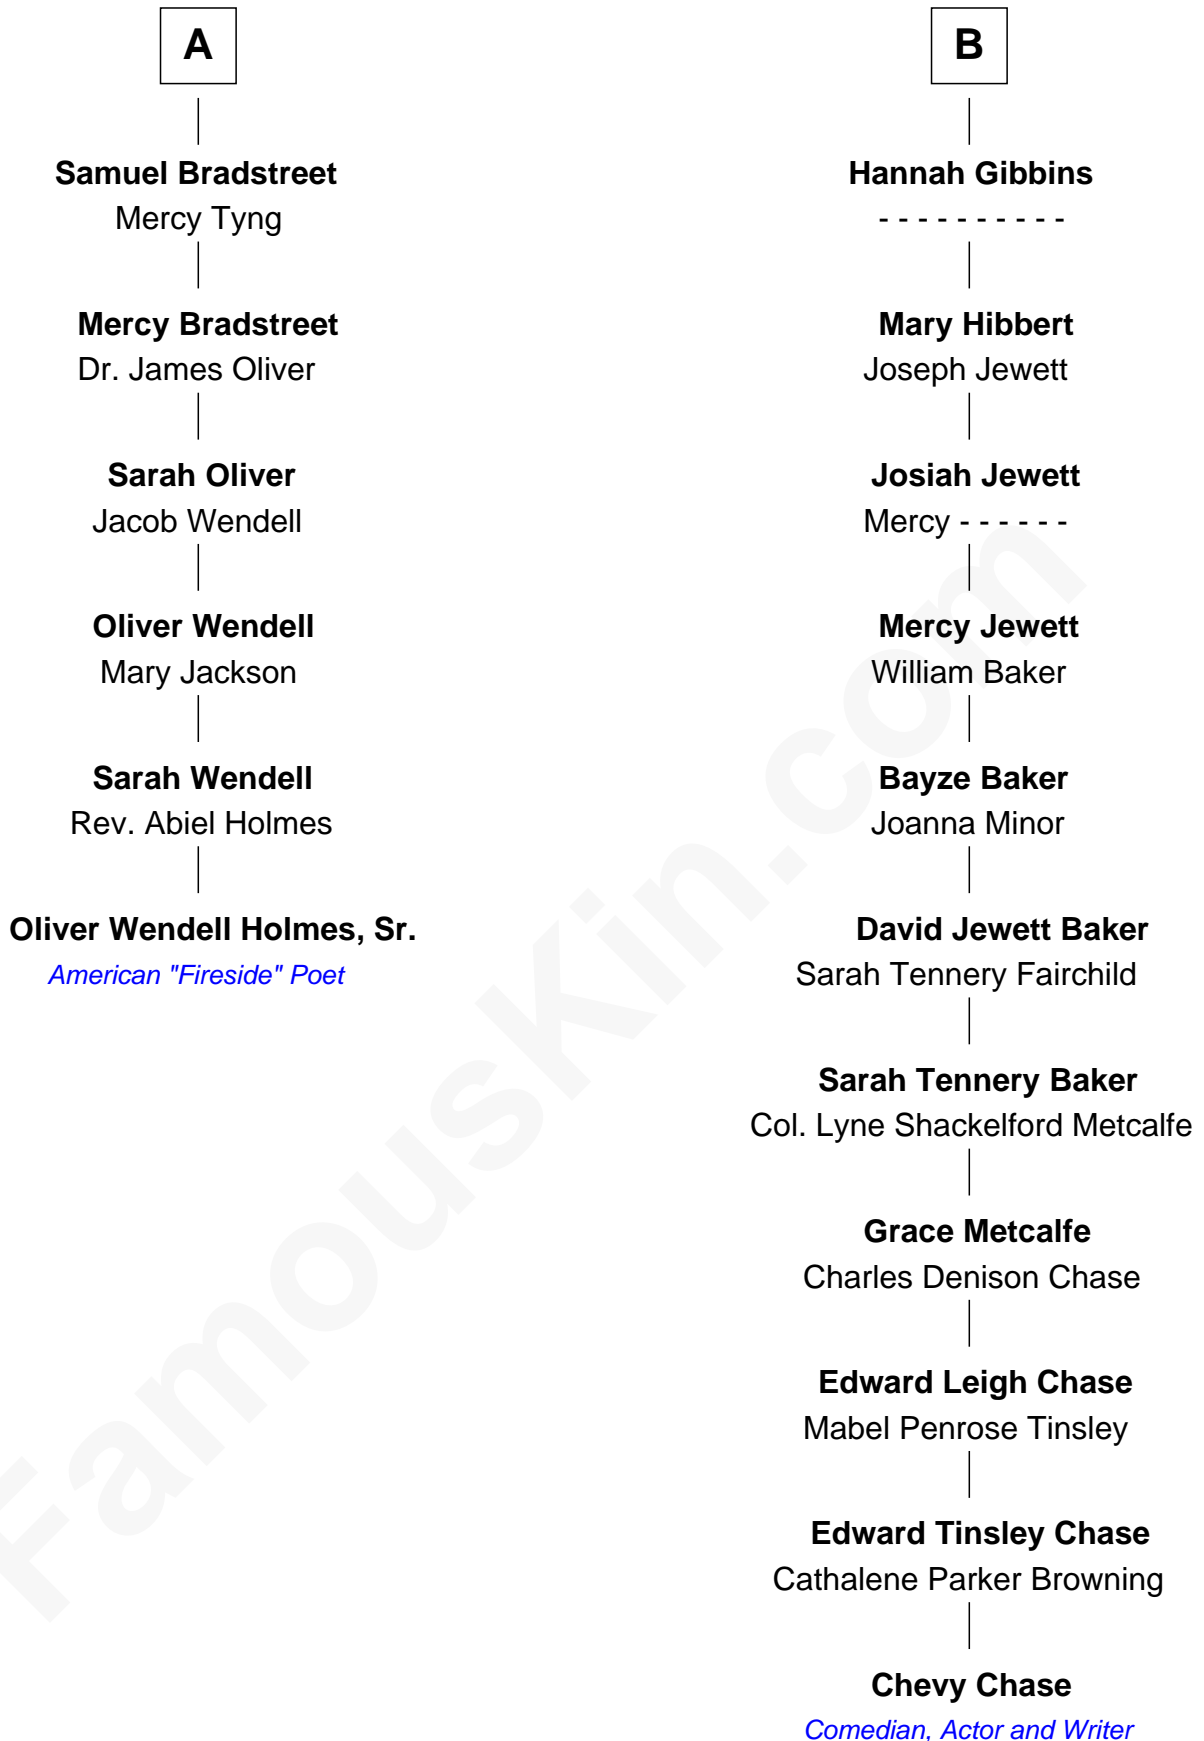 A
Samuel Bradstreet
Mercy Tyng
Mercy Bradstreet
Dr. James Oliver
Sarah Oliver
Jacob Wendell
Oliver Wendell
Mary Jackson
Sarah Wendell
Rev. Abiel Holmes
Oliver Wendell Holmes, Sr.
American "Fireside" Poet
B
Hannah Gibbins
- - - - - - - - - -
Mary Hibbert
Joseph Jewett
Josiah Jewett
Mercy - - - - - -
Mercy Jewett
William Baker
Bayze Baker
Joanna Minor
David Jewett Baker
Sarah Tennery Fairchild
Sarah Tennery Baker
Col. Lyne Shackelford Metcalfe
Grace Metcalfe
Charles Denison Chase
Edward Leigh Chase
Mabel Penrose Tinsley
Edward Tinsley Chase
Cathalene Parker Browning
Chevy Chase
Comedian, Actor and Writer
FamousKin.com